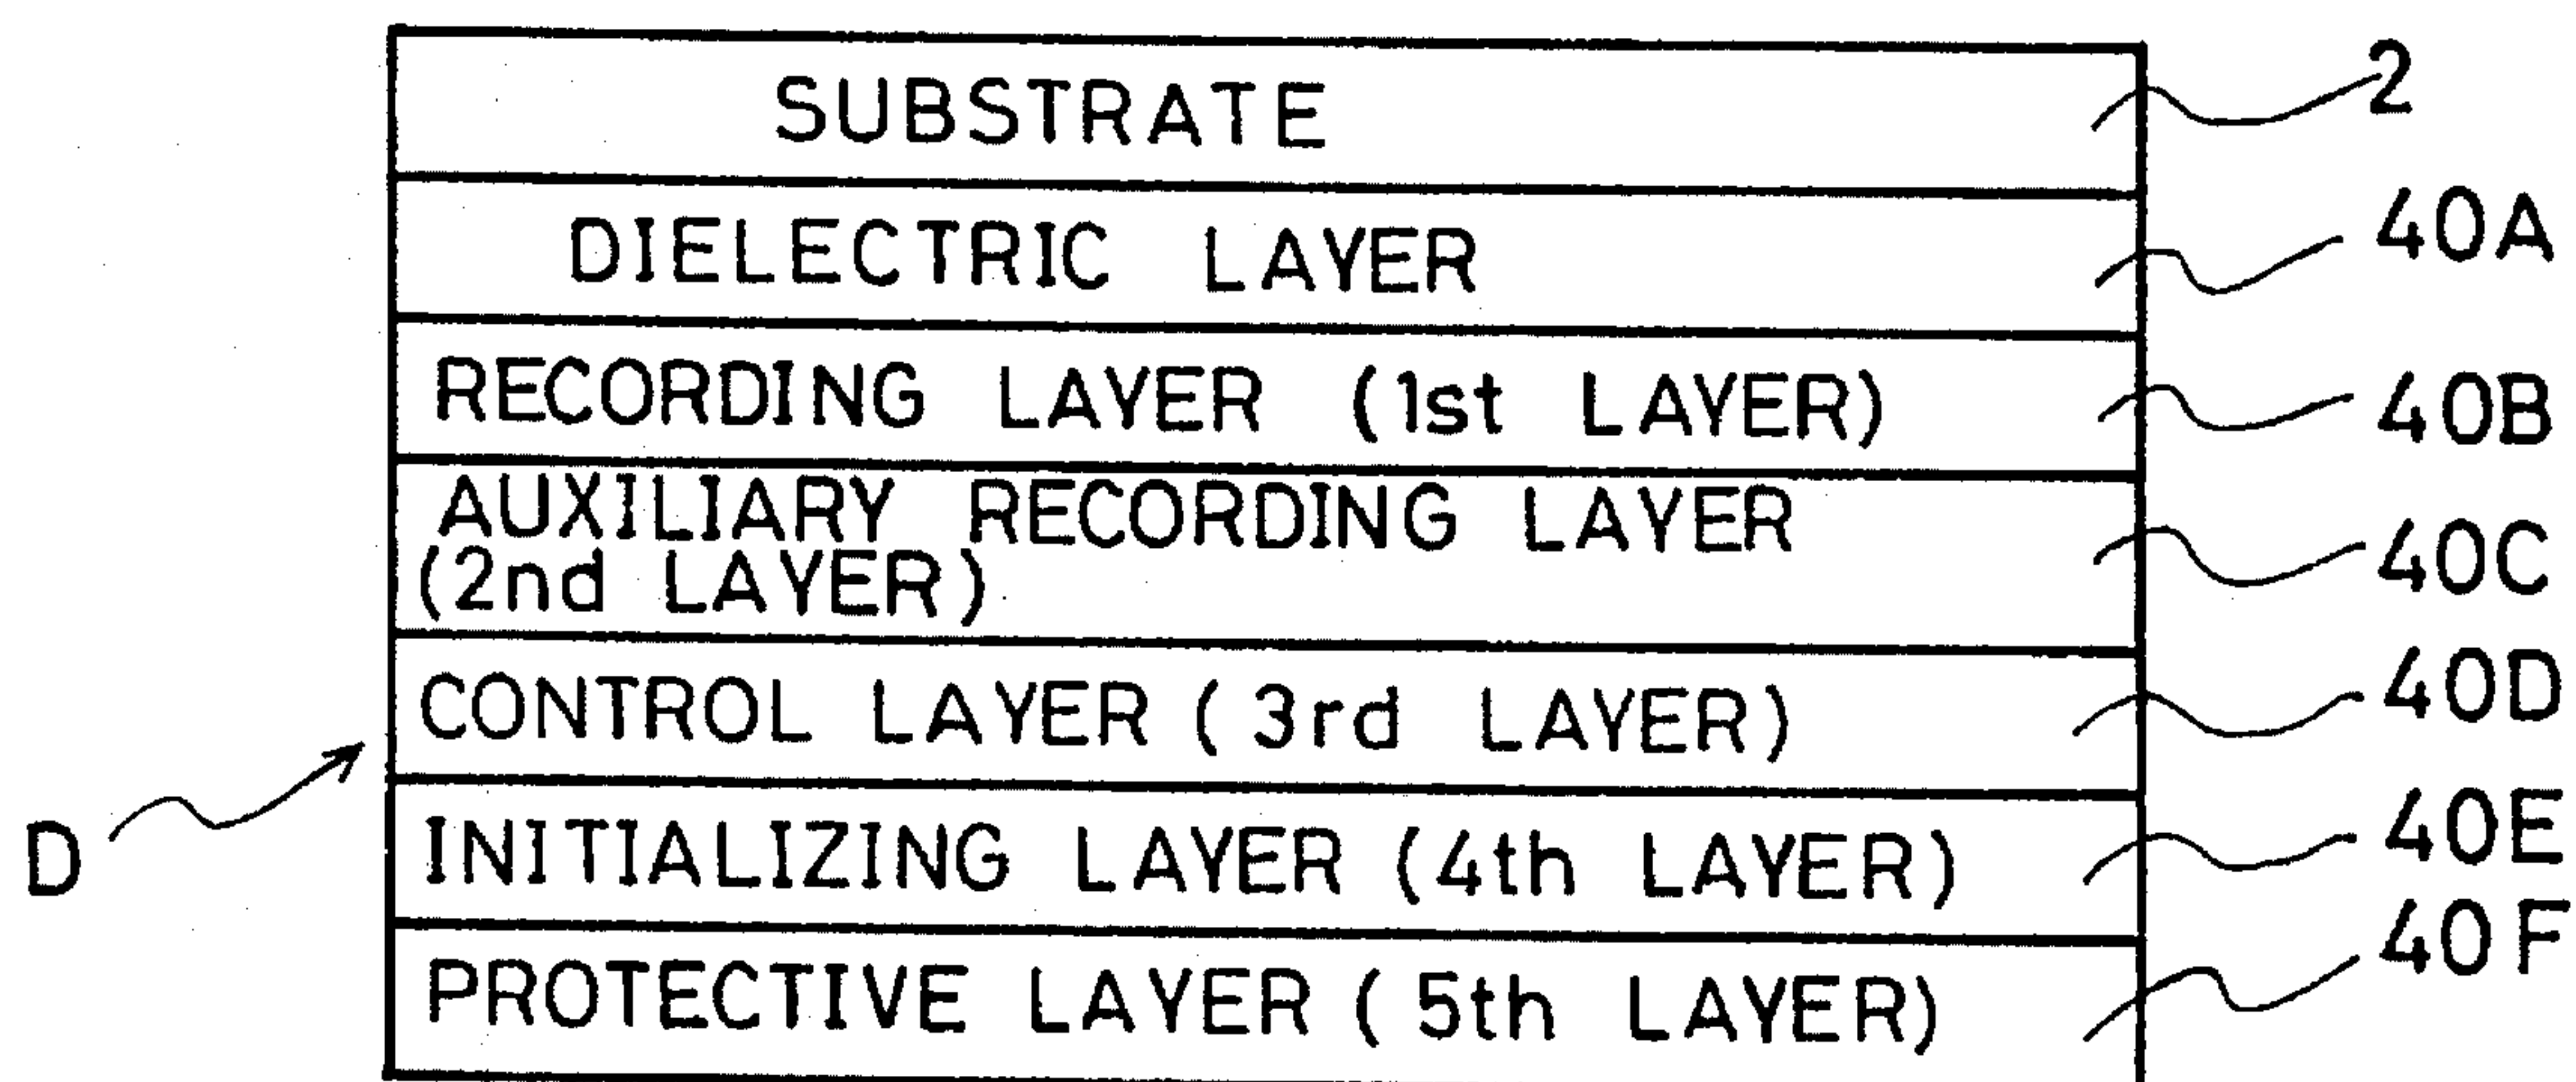 SUBSTRATE 2
DIELECTRIC LAYER 40A
RECORDING LAYER (1st LAYER) 40B
AUXILIARY RECORDING LAYER
(2nd LAYER) 40C
CONTROL LAYER (3rd LAYER) 40D
D
INITIALIZING LAYER (4th LAYER) 40E
PROTECTIVE LAYER (5th LAYER) 40F